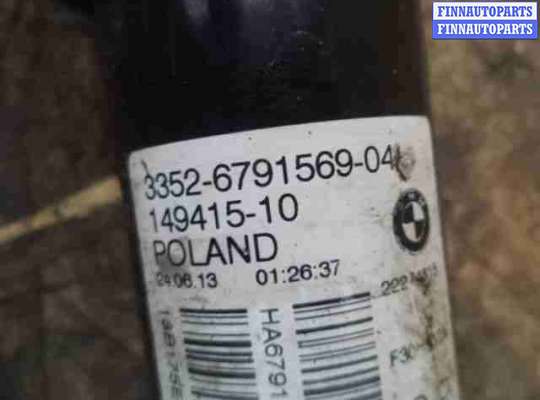 FINNAUTOPARTS
FINNAUTOPARTS
3352-6791569-04
149415-10
POLAND
24.06.13 01:26:37
HA6791